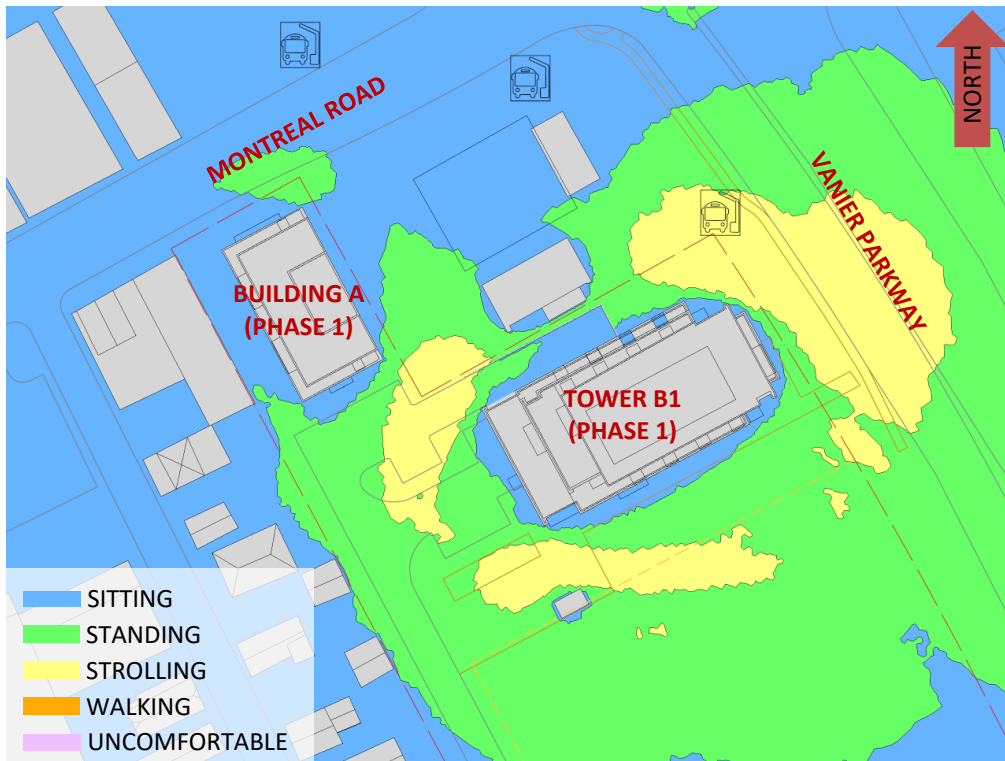 NORTH
MONTREAL ROAD
VANIER PARKWAY
BUILDING A
(PHASE 1)
TOWER B1
(PHASE 1)
SITTING
STANDING
STROLLING
WALKING
UNCOMFORTABLE